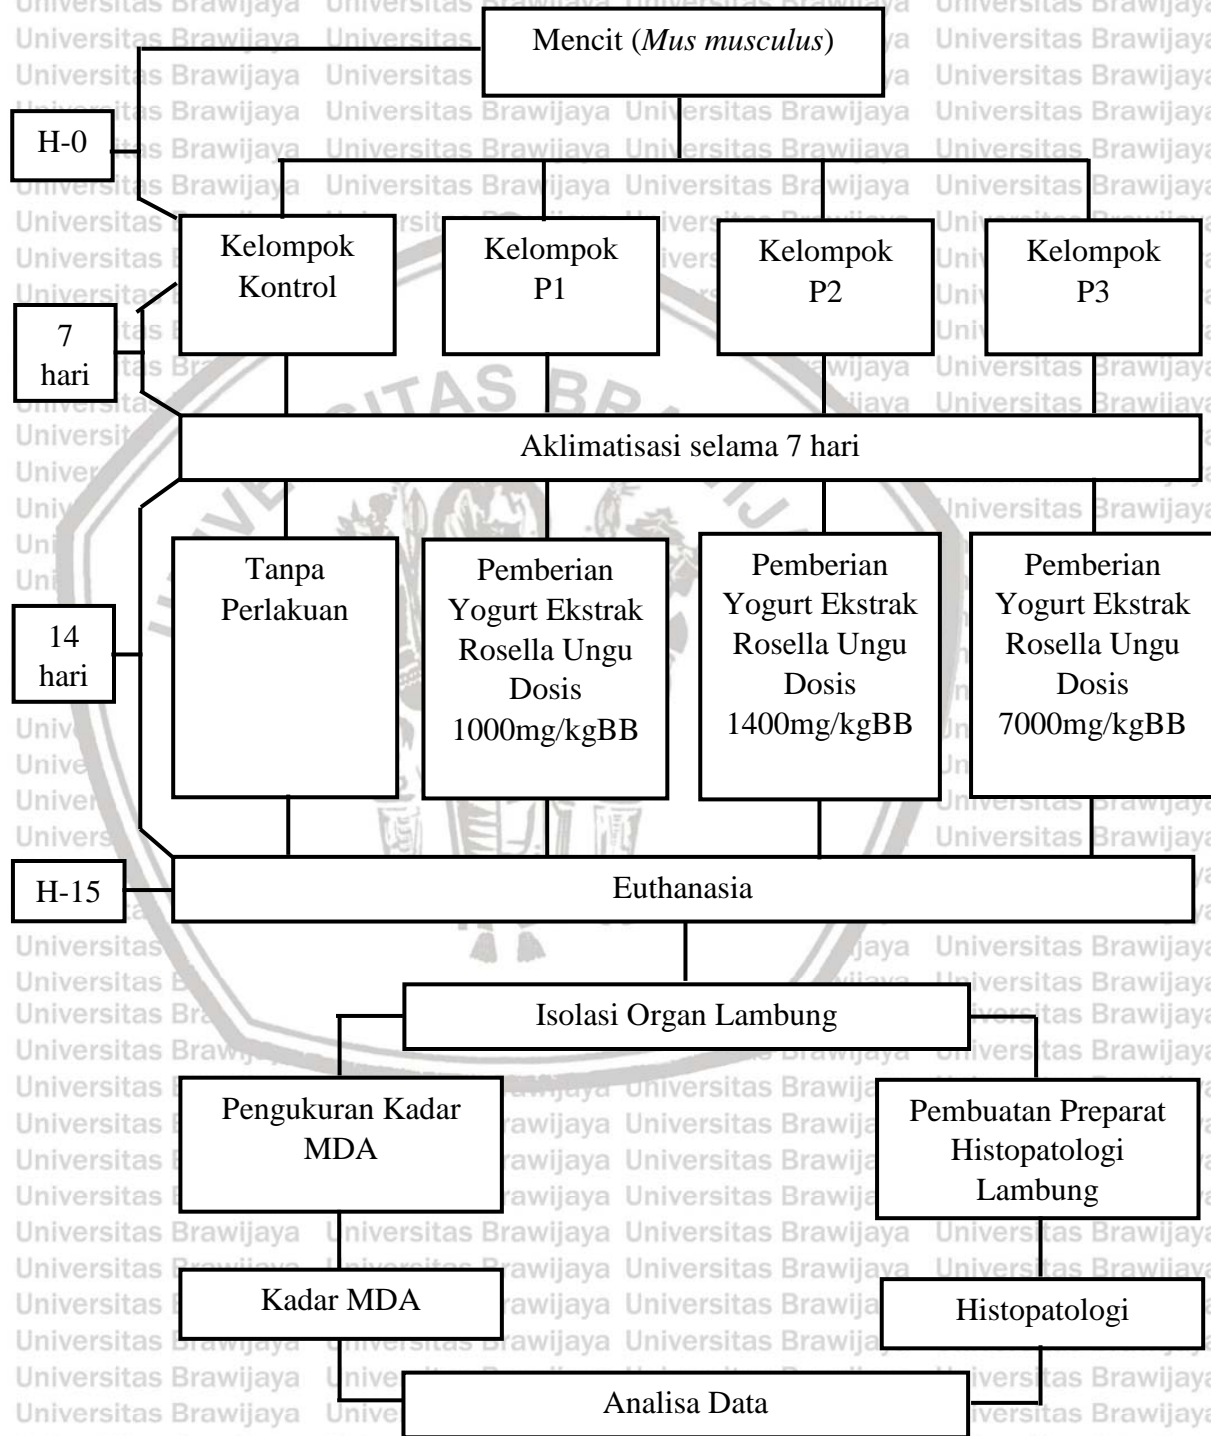 Mencit (Mus musculus)
H-0
Kelompok
Kontrol
Kelompok
P1
Kelompok
P2
Kelompok
P3
7
hari
Aklimatisasi selama 7 hari
14
hari
Tanpa
Perlakuan
Pemberian
Yogurt Ekstrak
Rosella Ungu
Dosis
1000mg/kgBB
Pemberian
Yogurt Ekstrak
Rosella Ungu
Dosis
1400mg/kgBB
Pemberian
Yogurt Ekstrak
Rosella Ungu
Dosis
7000mg/kgBB
H-15
Euthanasia
Isolasi Organ Lambung
Pengukuran Kadar
MDA
Pembuatan Preparat
Histopatologi
Lambung
Kadar MDA
Histopatologi
Analisa Data